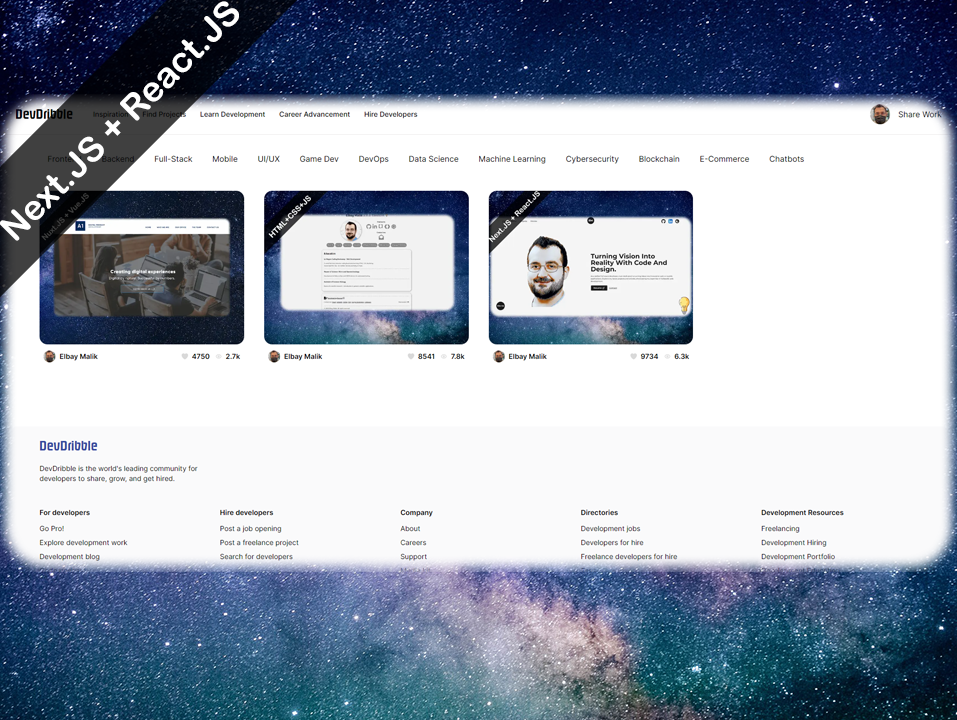 Next.JS + React.JS
DevDribble
Inspiration Find Projects Learn Development Career Advancement Hire Developers
Share Work
Frontend Backend Full-Stack Mobile UI/UX Game Dev DevOps Data Science Machine Learning Cybersecurity Blockchain E-Commerce Chatbots
Nuxt.JS + Vue.JS
A1
Creating digital experiences
HTML+CSS+JS
Next.JS + React.JS
Turning Vision Into
Reality With Code And
Design.
Elbay Malik 4750 2.7k
Elbay Malik 8541 7.8k
Elbay Malik 9734 6.3k
DevDribble
DevDribble is the world's leading community for
developers to share, grow, and get hired.
For developers Hire developers Company Directories Development Resources
Go Pro! Post a job opening About Development jobs Freelancing
Explore development work Post a freelance project Careers Developers for hire Development Hiring
Development blog Search for developers Support Freelance developers for hire Development Portfolio